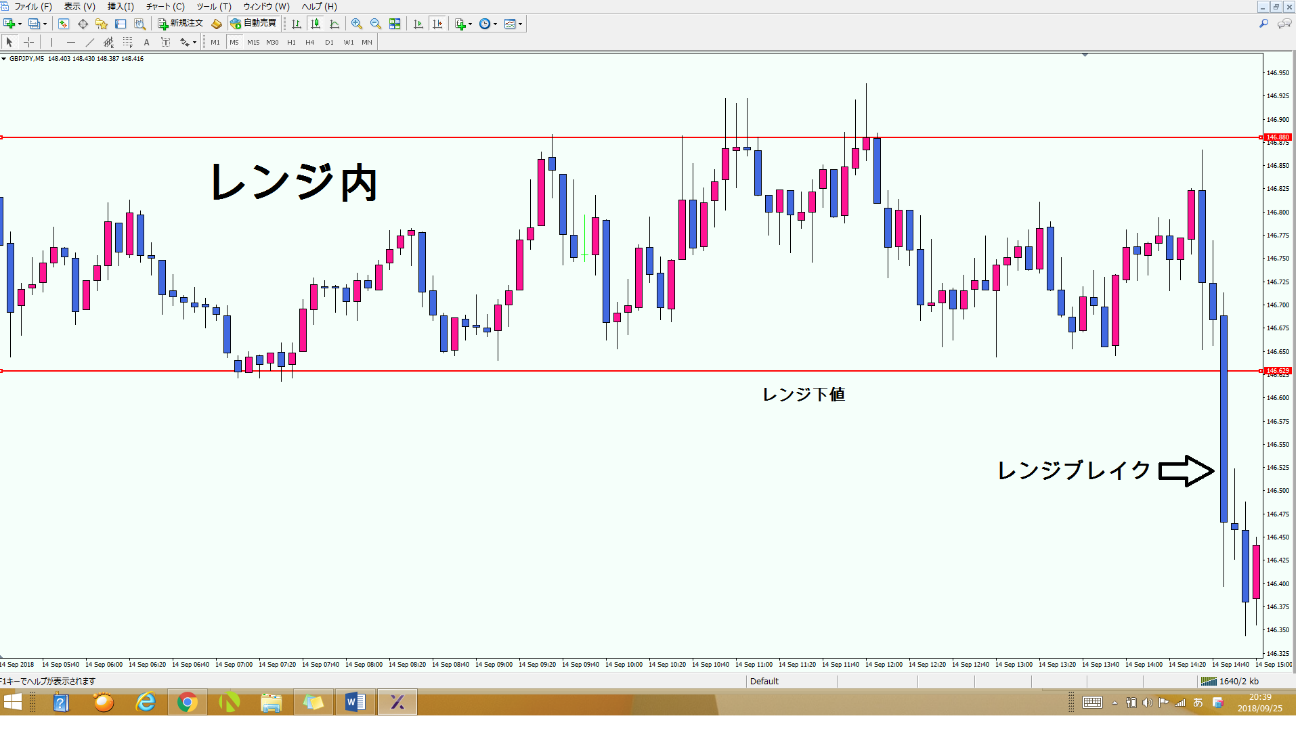 ファイル (F) 表示 (V) 挿入(I) チャート (C) ツール (T) ウィンドウ (W) ヘルプ (H)
新規注文 自動売買
A T M1 M5 M15 M30 H1 H4 D1 W1 MN
GBPJPY,M5 148.403 148.430 148.387 148.416
146.950
146.925
146.900
146.880
146.875
レンジ内
146.850
146.825
146.800
146.775
146.750
146.725
146.700
146.675
146.650
146.629
146.625
レンジ下値
146.600
146.575
146.550
レンジブレイク
146.525
146.500
146.475
146.450
146.425
146.400
146.375
146.350
146.325
14 Sep 2018 14 Sep 05:40 14 Sep 06:00 14 Sep 06:20 14 Sep 06:40 14 Sep 07:00 14 Sep 07:20 14 Sep 07:40 14 Sep 08:00 14 Sep 08:20 14 Sep 08:40 14 Sep 09:00 14 Sep 09:20 14 Sep 09:40 14 Sep 10:00 14 Sep 10:20 14 Sep 10:40 14 Sep 11:00 14 Sep 11:20 14 Sep 11:40 14 Sep 12:00 14 Sep 12:20 14 Sep 12:40 14 Sep 13:00 14 Sep 13:20 14 Sep 13:40 14 Sep 14:00 14 Sep 14:20 14 Sep 14:40 14 Sep 15:00
F1キーでヘルプが表示されます Default 1640/2 kb
あ 20:39
2018/09/25